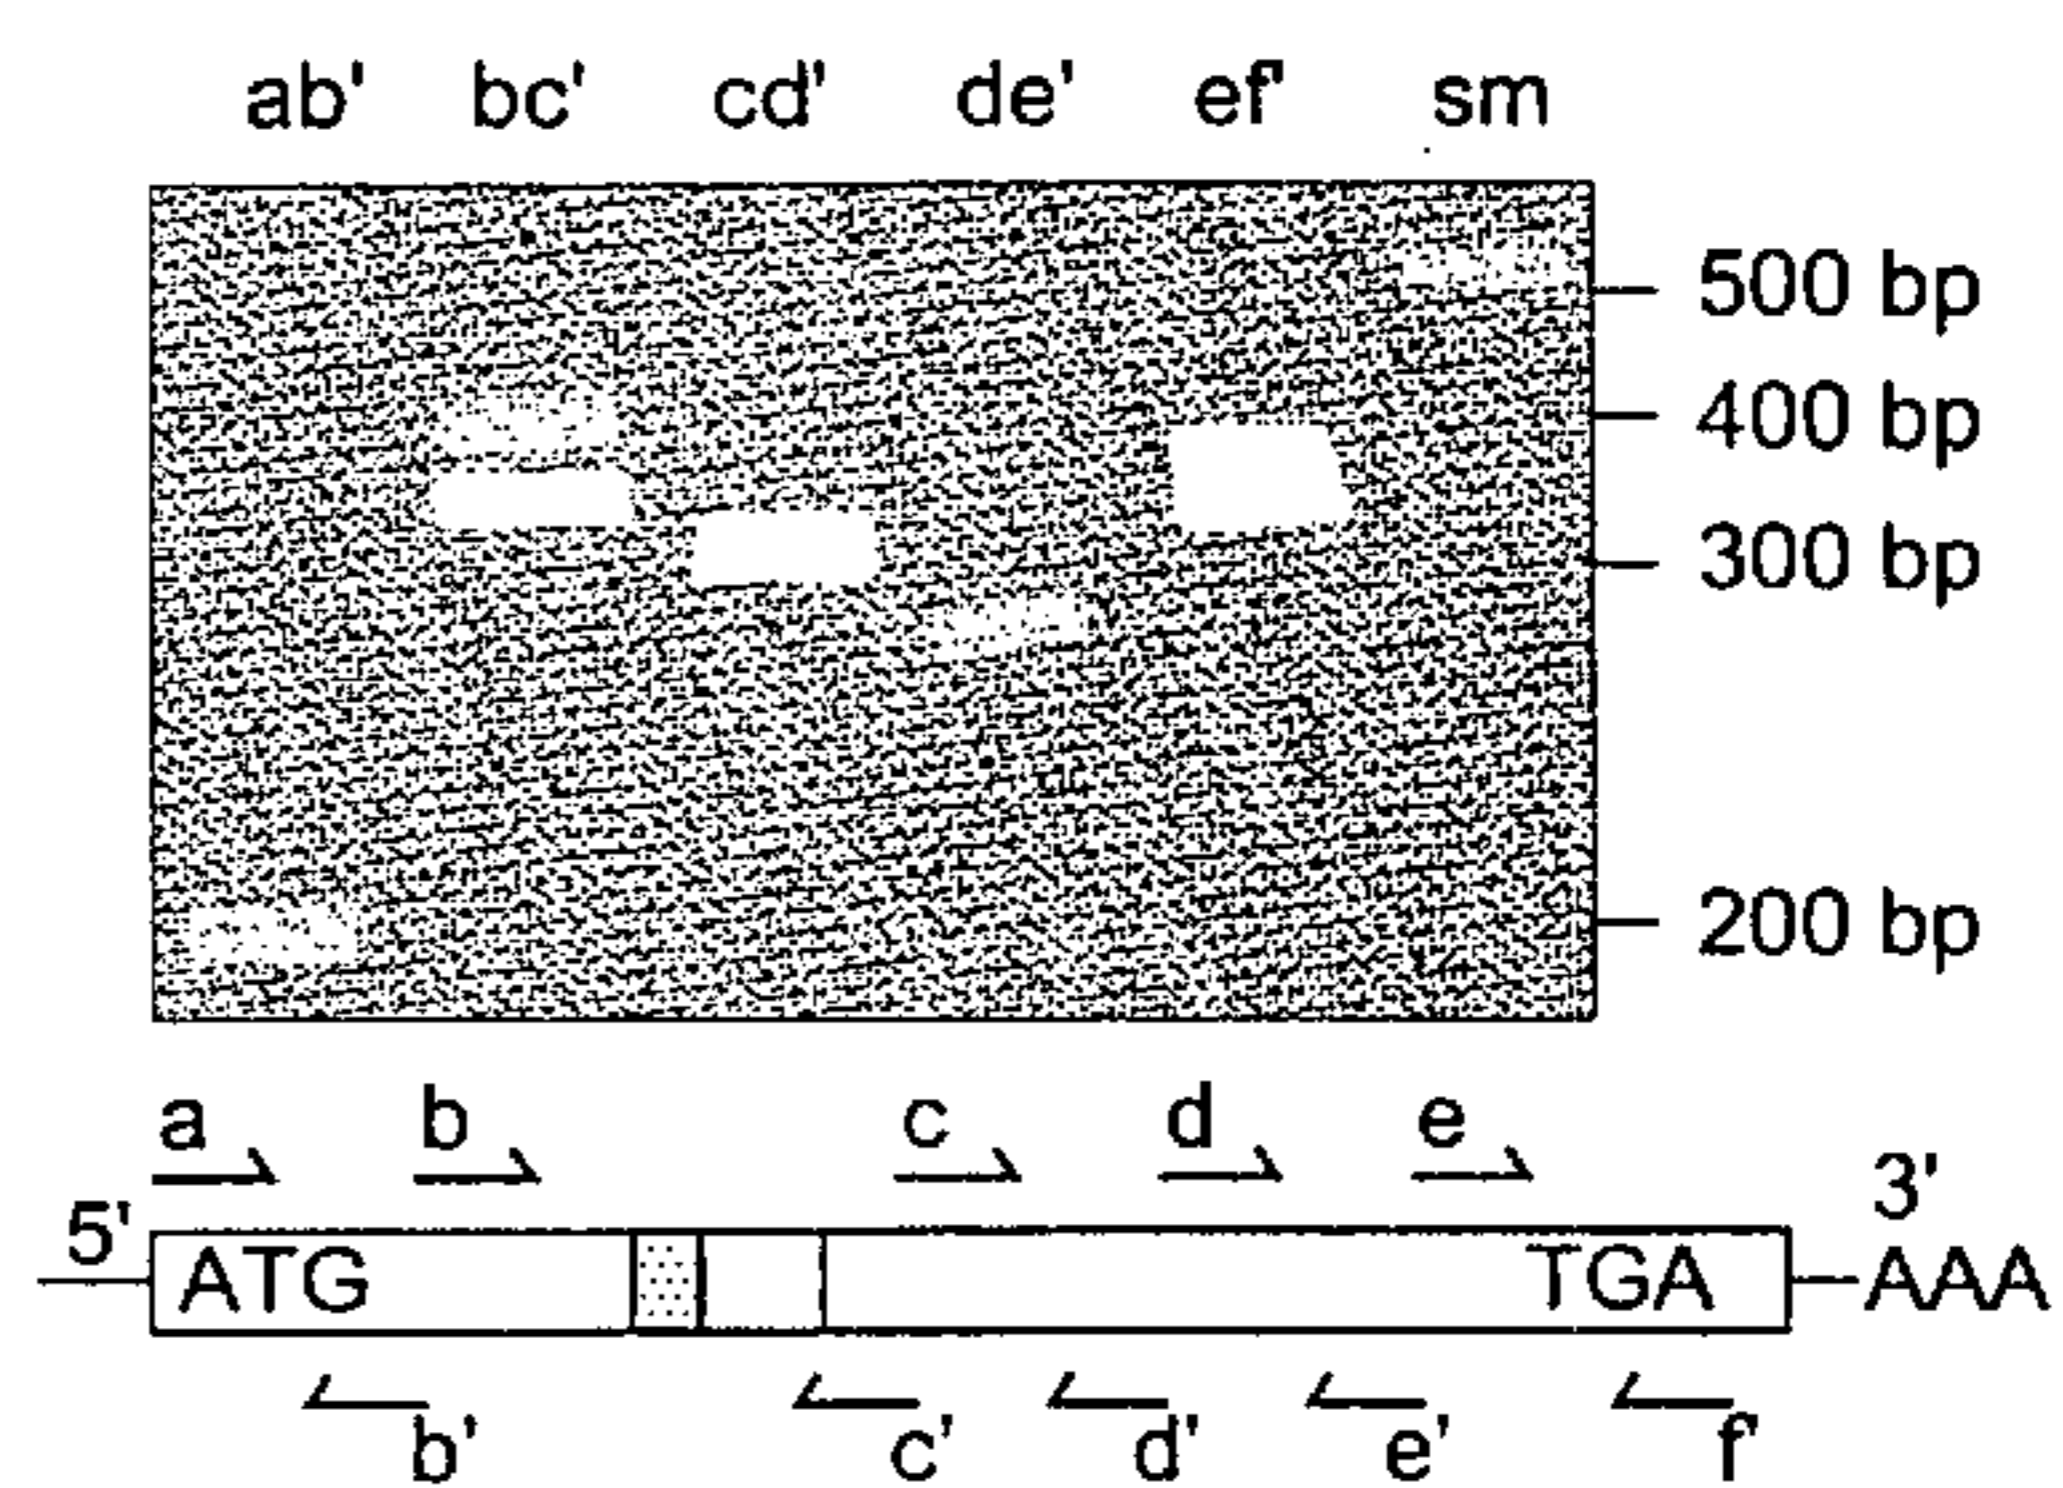 ab' bc' cd' de' ef' sm
500 bp
400 bp
300 bp
200 bp
a b c d e
5' ATG TGA 3' AAA
b' c' d' e' f'